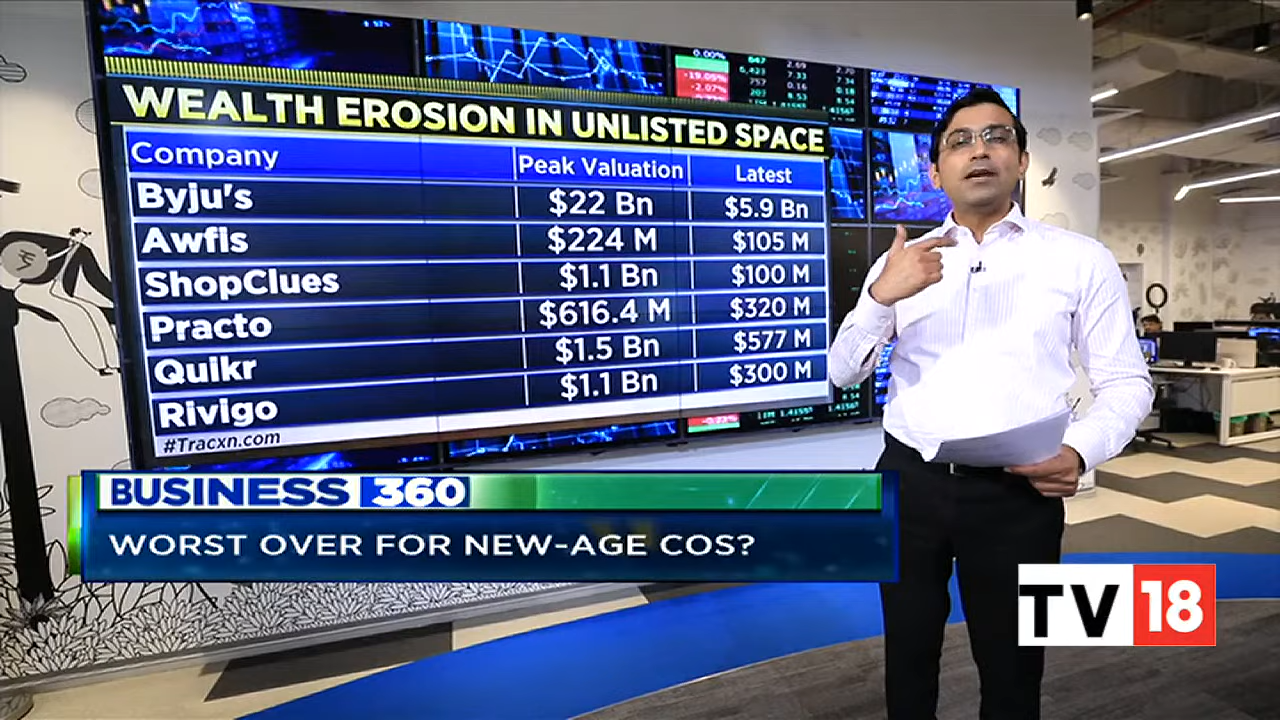 WEALTH EROSION IN UNLISTED SPACE
Company Peak Valuation Latest
Byju's $22 Bn $5.9 Bn
Awfis $224 M $105 M
ShopClues $1.1 Bn $100 M
Practo $616.4 M $320 M
Quikr $1.5 Bn $577 M
Rivigo $1.1 Bn $300 M
#Tracxn.com
BUSINESS 360
WORST OVER FOR NEW-AGE COS?
TV18